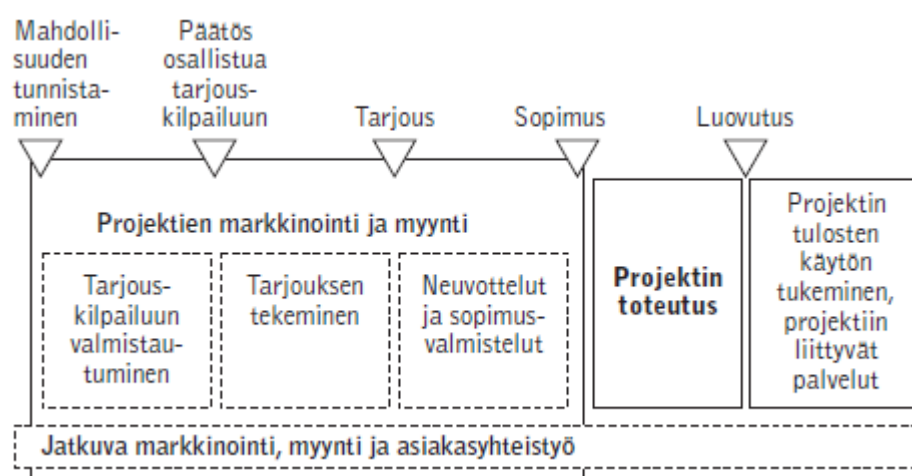 Mahdolli-
suuden
tunnista-
minen
Päätös
osallistua
tarjous-
kilpailuun
Tarjous
Sopimus
Luovutus
Projektien markkinointi ja myynti
Tarjous-
kilpailuun
valmistau-
tuminen
Tarjouksen
tekeminen
Neuvottelut
ja sopimus-
valmistelut
Projektin
toteutus
Projektin
tulosten
käytön
tukeminen,
projektiin
liittyvät
palvelut
Jatkuva markkinointi, myynti ja asiakasyhteistyö